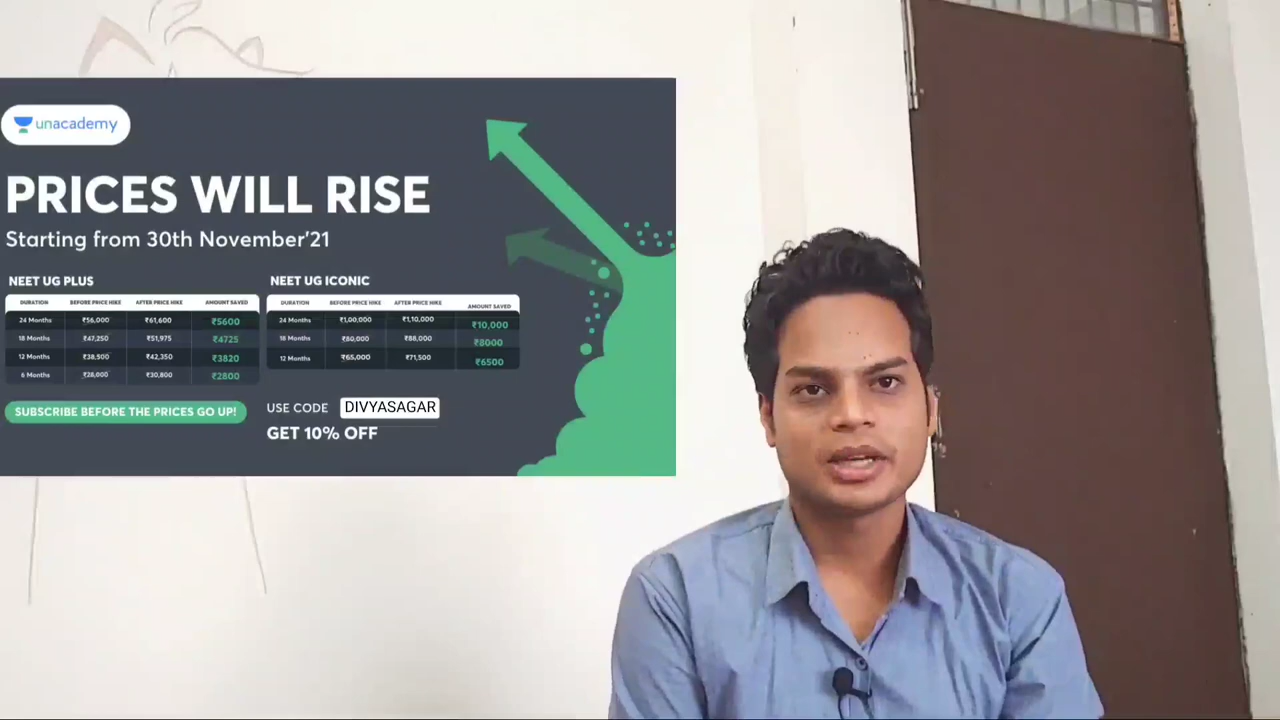 unacademy
PRICES WILL RISE
Starting from 30th November'21
NEET UG PLUS
DURATION BEFORE PRICE HIKE AFTER PRICE HIKE AMOUNT SAVED
24 Months ₹56,000 ₹61,600 ₹5600
18 Months ₹47,250 ₹51,975 ₹4725
12 Months ₹38,500 ₹42,350 ₹3820
6 Months ₹28,000 ₹30,800 ₹2800
NEET UG ICONIC
DURATION BEFORE PRICE HIKE AFTER PRICE HIKE AMOUNT SAVED
24 Months ₹1,00,000 ₹1,10,000 ₹10,000
18 Months ₹80,000 ₹88,000 ₹8000
12 Months ₹65,000 ₹71,500 ₹6500
SUBSCRIBE BEFORE THE PRICES GO UP!
USE CODE DIVYASAGAR
GET 10% OFF